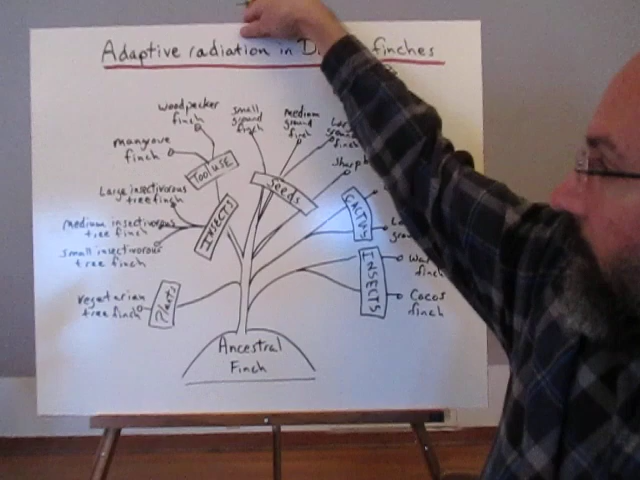 Adaptive radiation in finches
woodpecker
finch
mangrove
finch
Tool USE
small
ground
finch
medium
ground
finch
Seeds
Large insectivorous
tree finch
medium insectivorous
tree finch
small insectivorous
tree finch
INSECTS
CACTUS
INSECTS
Cocos
finch
finch
vegetarian
tree finch
Plants
Ancestral
Finch